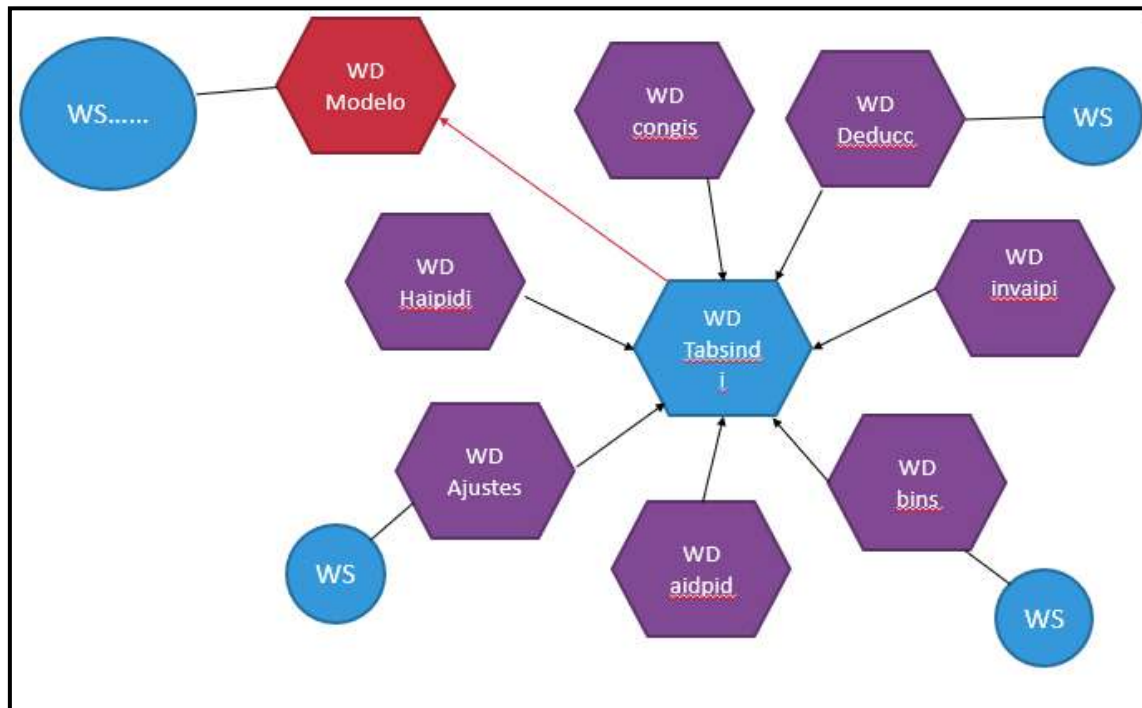 WS......
WD
Modelo
WD
congis
WD
Deducc
WS
WD
Haipidi
WD
Tabsind
i
WD
invaipi
WD
Ajustes
WD
aidpid
WD
bins
WS
WS